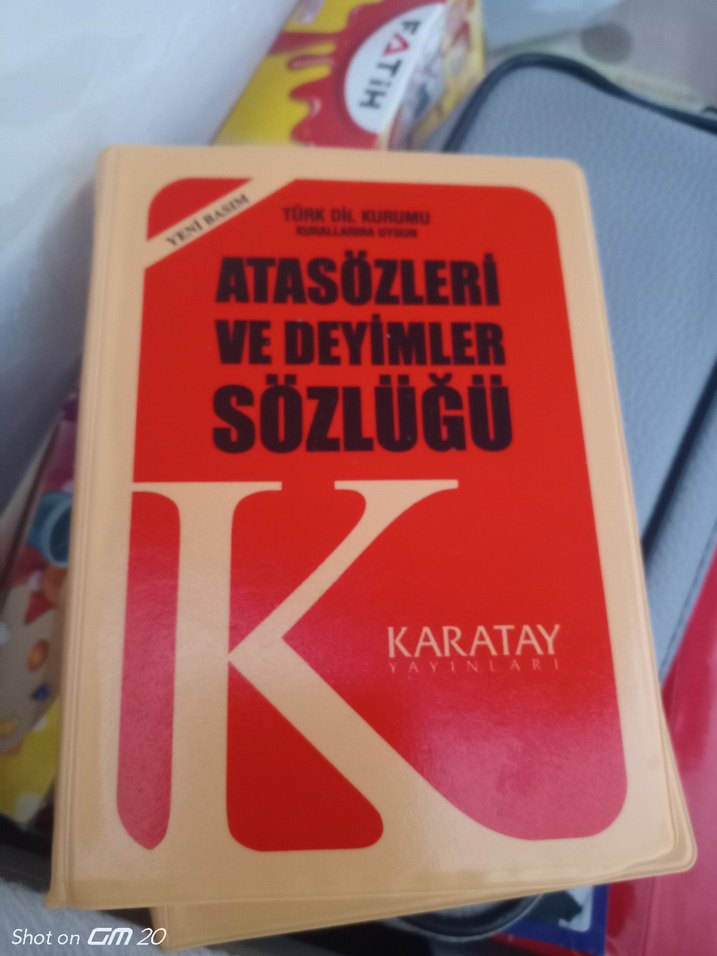 FATİH
YENİ BASIM
TÜRK DİL KURUMU
KURALLARINA UYGUN
ATASÖZLERİ
VE DEYİMLER
SÖZLÜĞÜ
K
KARATAY
YAYINLARI
Shot on GM 20